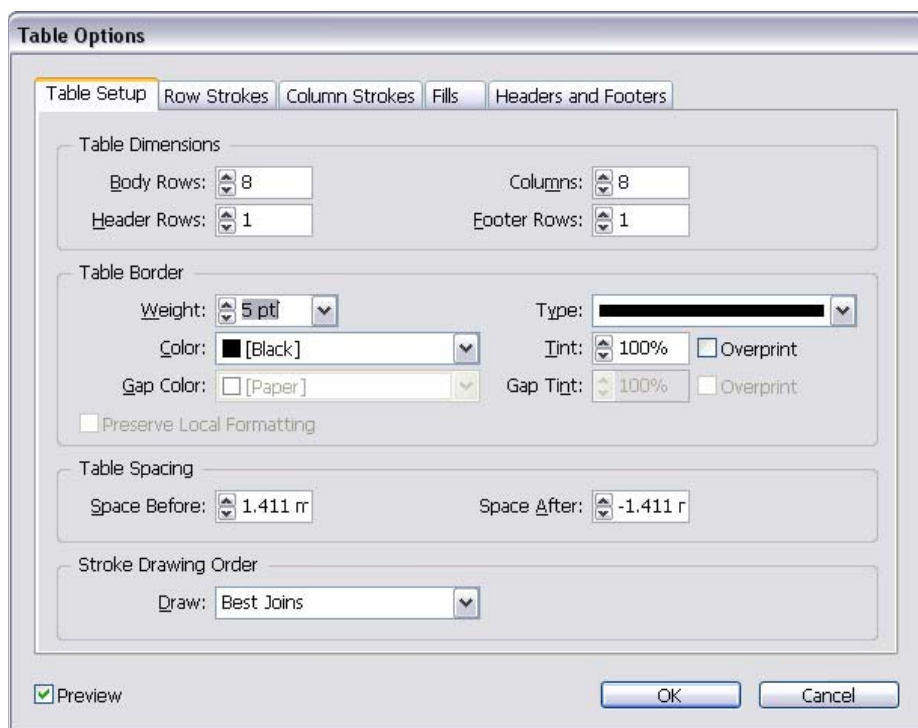 Table Options
Table Setup Row Strokes Column Strokes Fills Headers and Footers
Table Dimensions
Body Rows: 8 Columns: 8
Header Rows: 1 Footer Rows: 1
Table Border
Weight: 5 pt Type:
Color: [Black] Tint: 100% Overprint
Gap Color: [Paper] Gap Tint: 100% Overprint
Preserve Local Formatting
Table Spacing
Space Before: 1.411 Space After: -1.411
Stroke Drawing Order
Draw: Best Joins
Preview OK Cancel